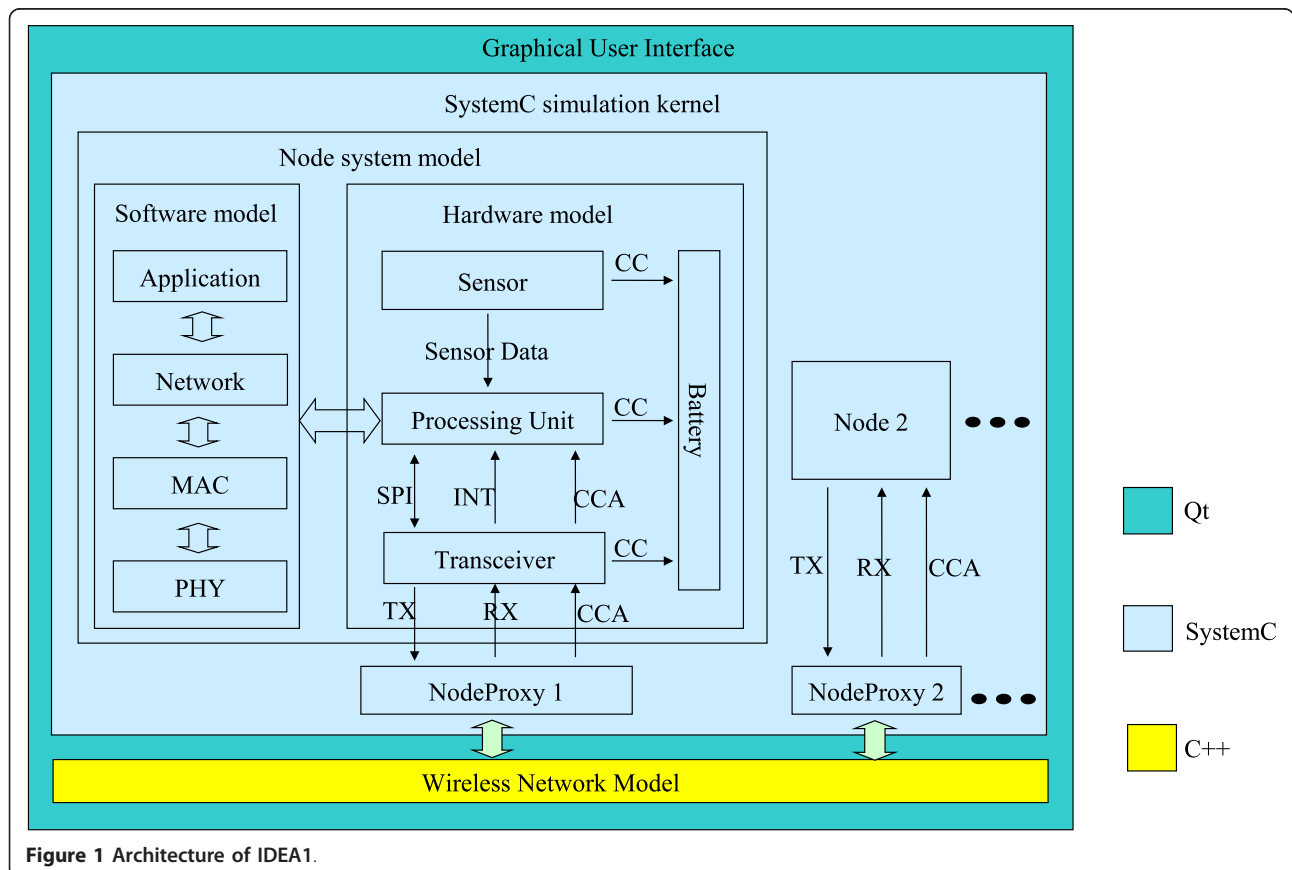 Graphical User Interface
SystemC simulation kernel
Node system model
Software model
Hardware model
Application
Network
MAC
PHY
Sensor
CC
Sensor Data
Processing Unit
CC
Battery
SPI
INT
CCA
Transceiver
CC
TX
RX
CCA
NodeProxy 1
Node 2
TX
RX
CCA
NodeProxy 2
Wireless Network Model
Qt
SystemC
C++
Figure 1 Architecture of IDEA1.